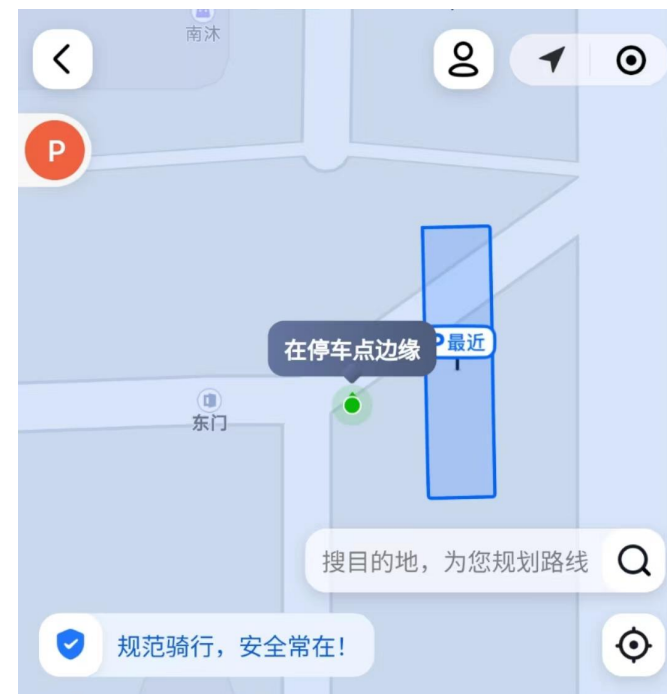 南沐
P
在停车点边缘
P最近
东门
搜目的地，为您规划路线
规范骑行，安全常在！